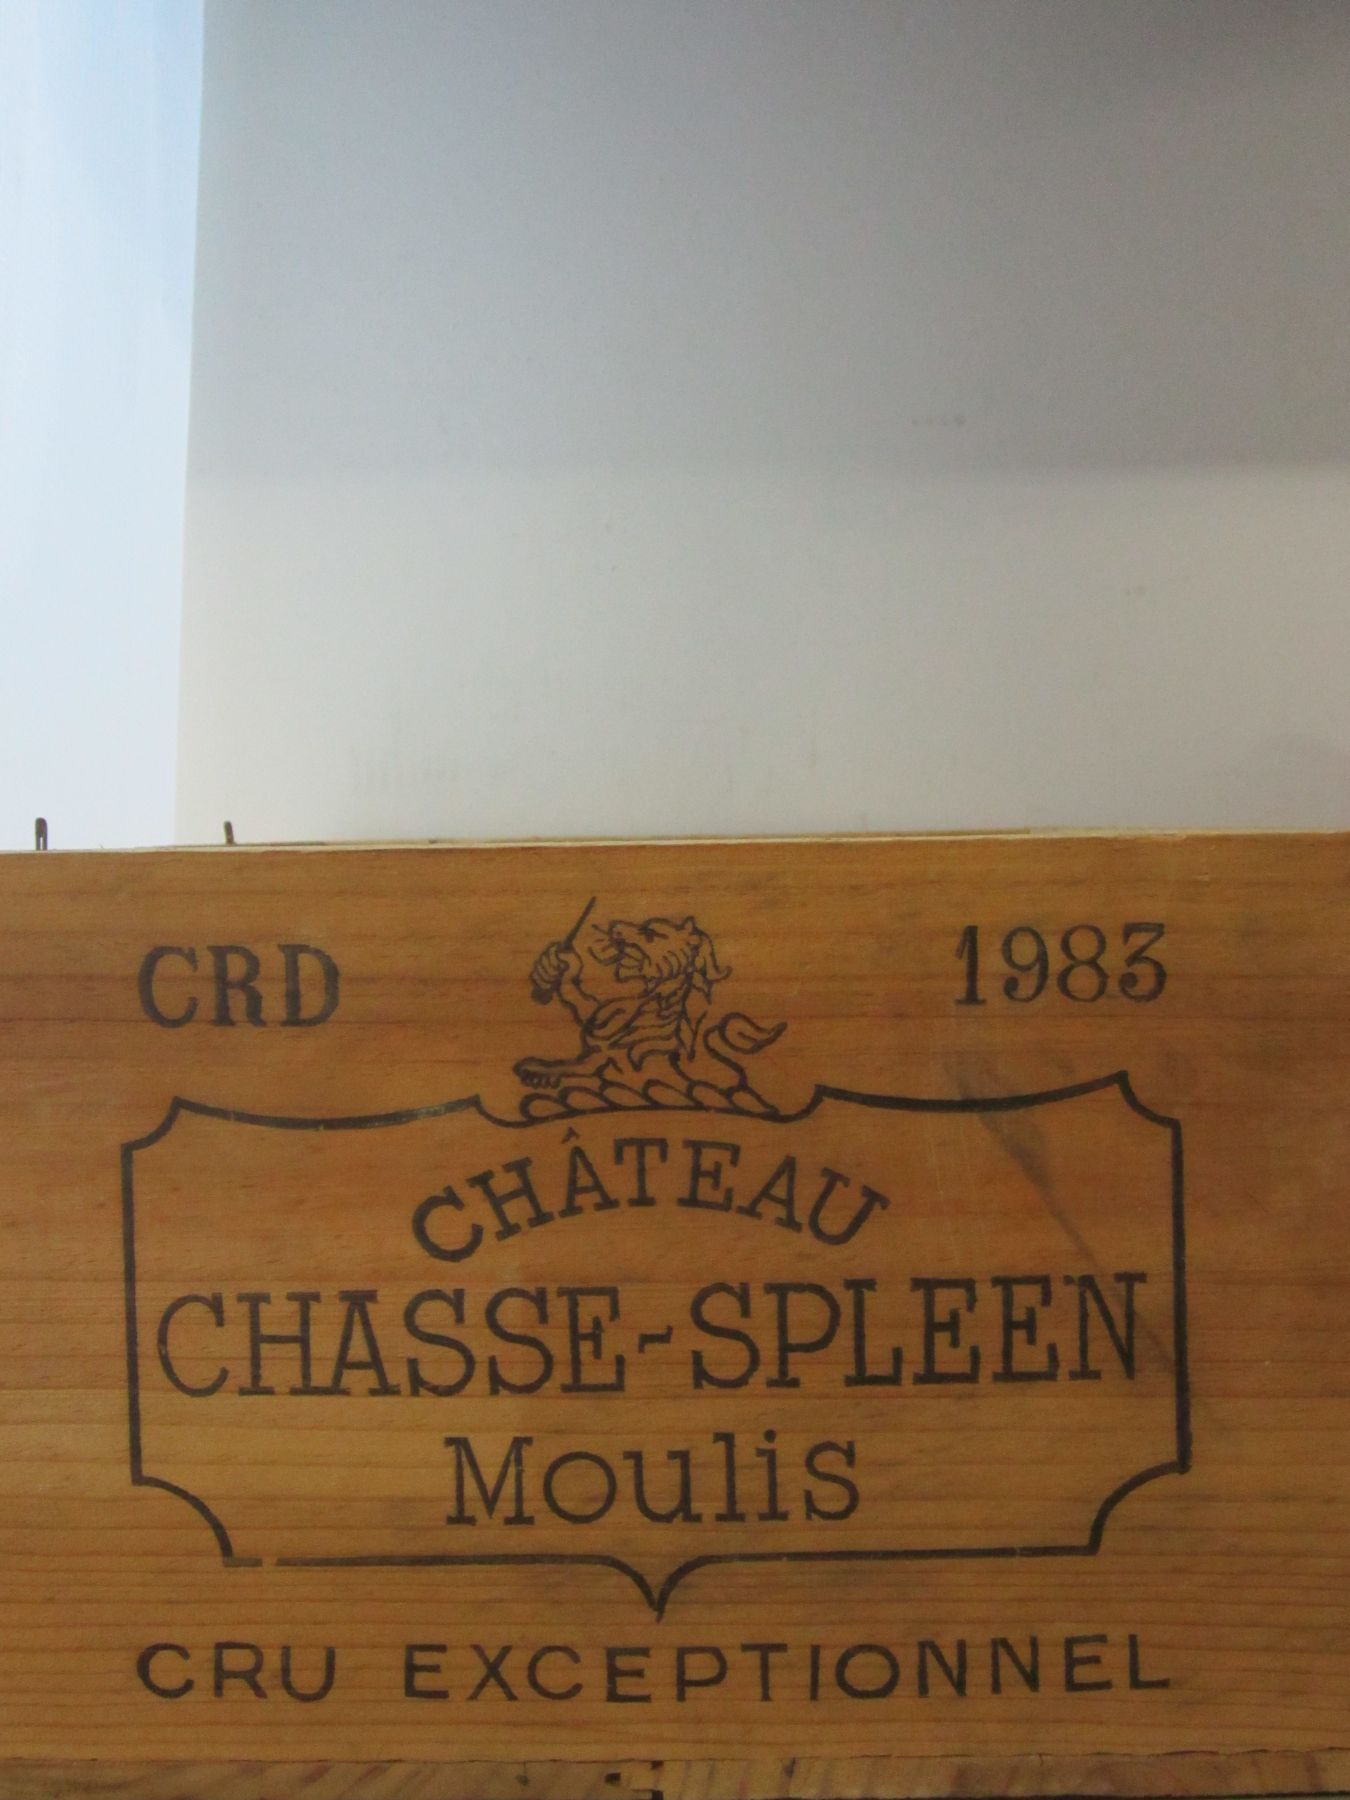 CRD 1983
CHÂTEAU
CHASSE-SPLEEN
Moulis
CRU EXCEPTIONNEL